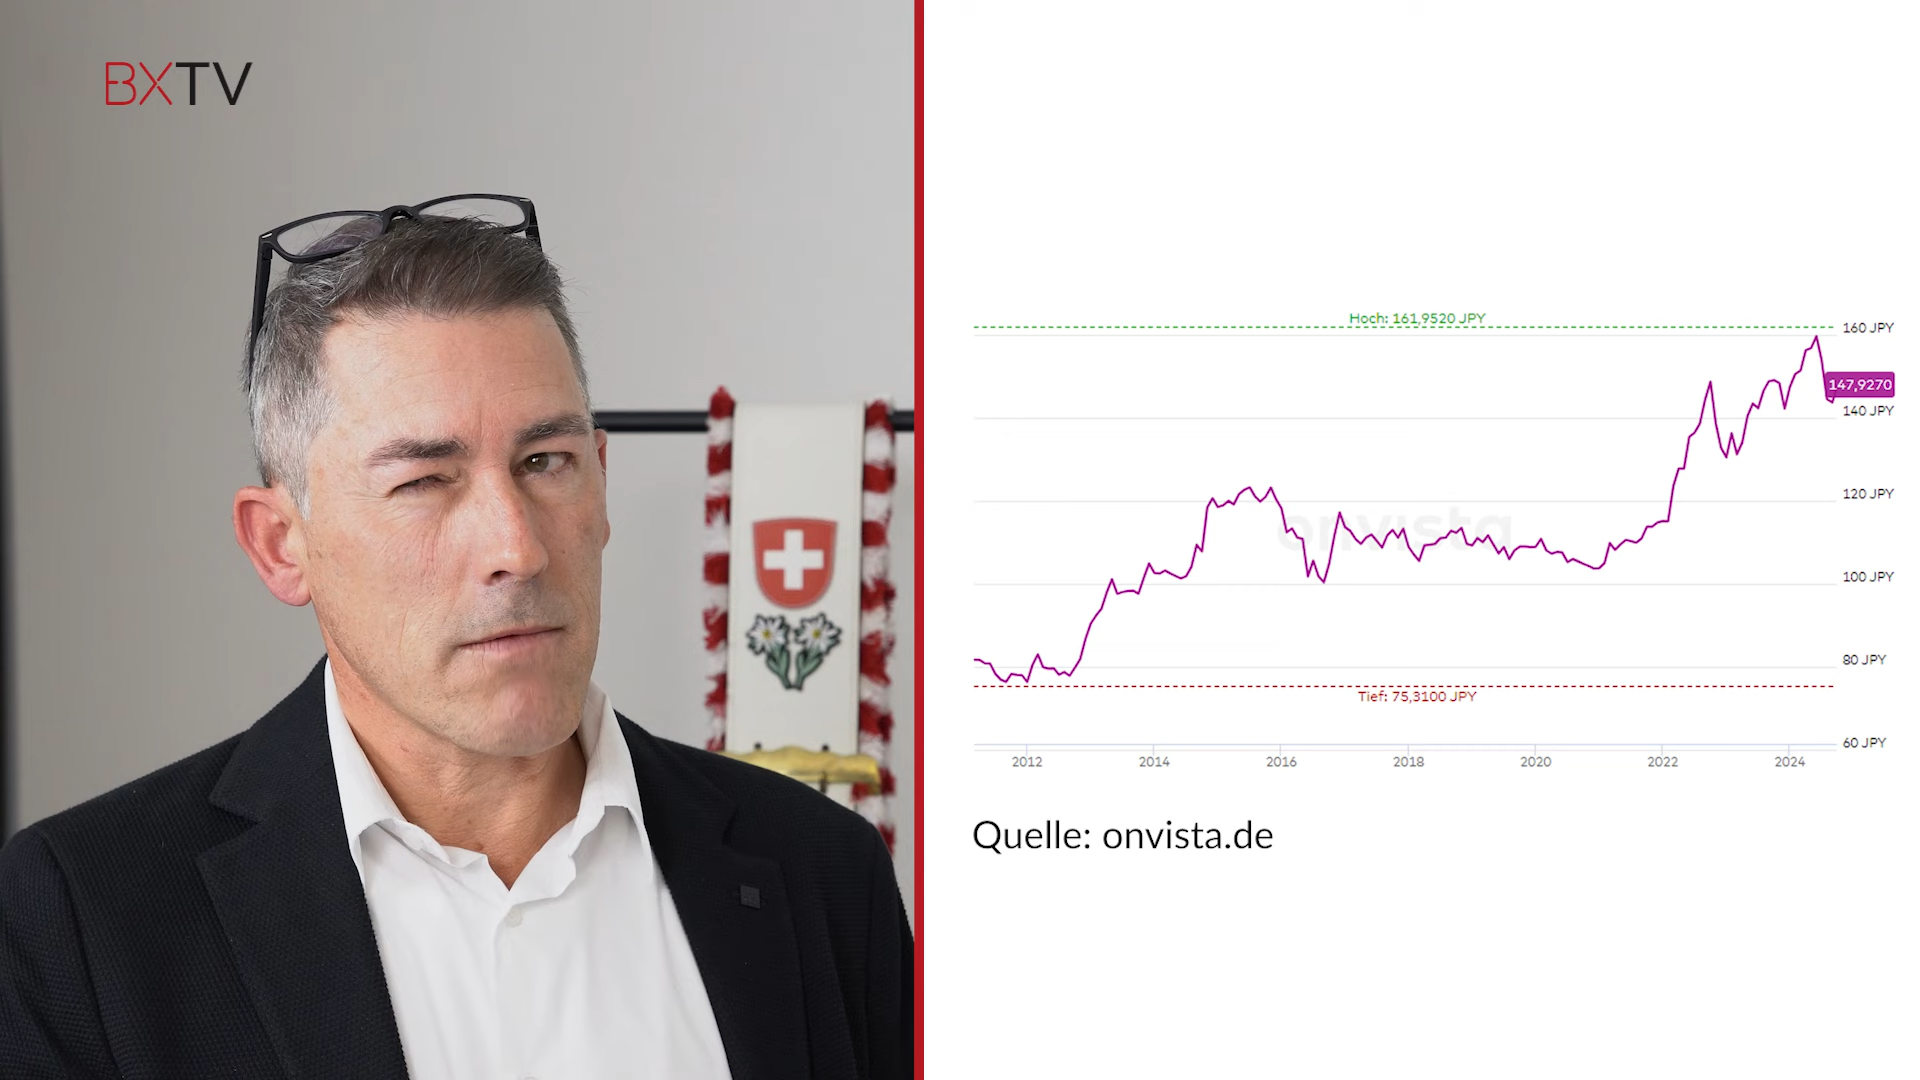 BXTV
Hoch: 161,9520 JPY
160 JPY
147,9270
140 JPY
120 JPY
onvista
100 JPY
80 JPY
Tief: 75,3100 JPY
60 JPY
2012 2014 2016 2018 2020 2022 2024
Quelle: onvista.de